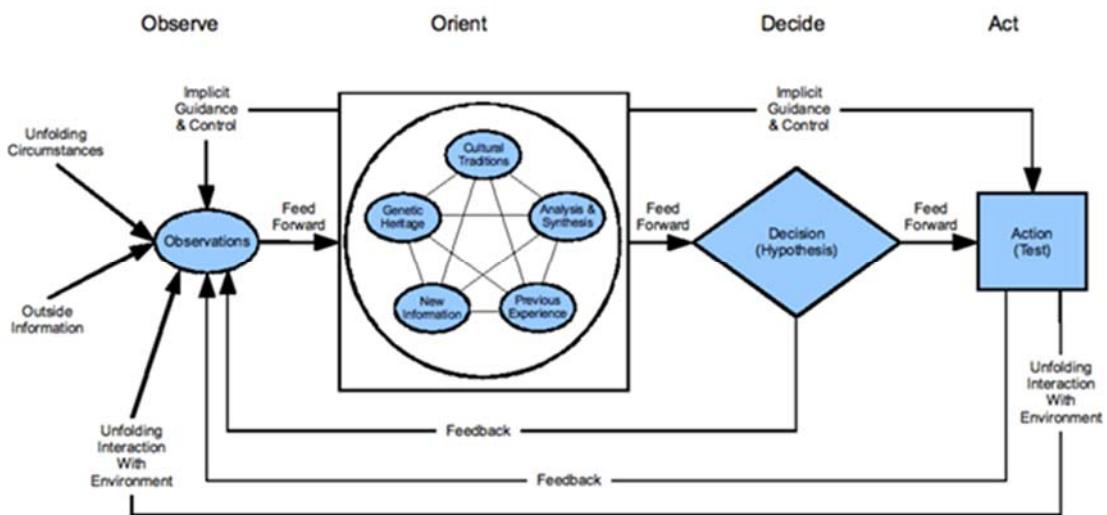 Observe
Orient
Decide
Act
Implicit
Guidance
& Control
Implicit
Guidance
& Control
Unfolding
Circumstances
Cultural
Traditions
Genetic
Heritage
Analysis &
Synthesis
Feed
Forward
Feed
Forward
Feed
Forward
Observations
Decision
(Hypothesis)
Action
(Test)
New
Information
Previous
Experience
Outside
Information
Unfolding
Interaction
With
Environment
Unfolding
Interaction
With
Environment
Feedback
Feedback